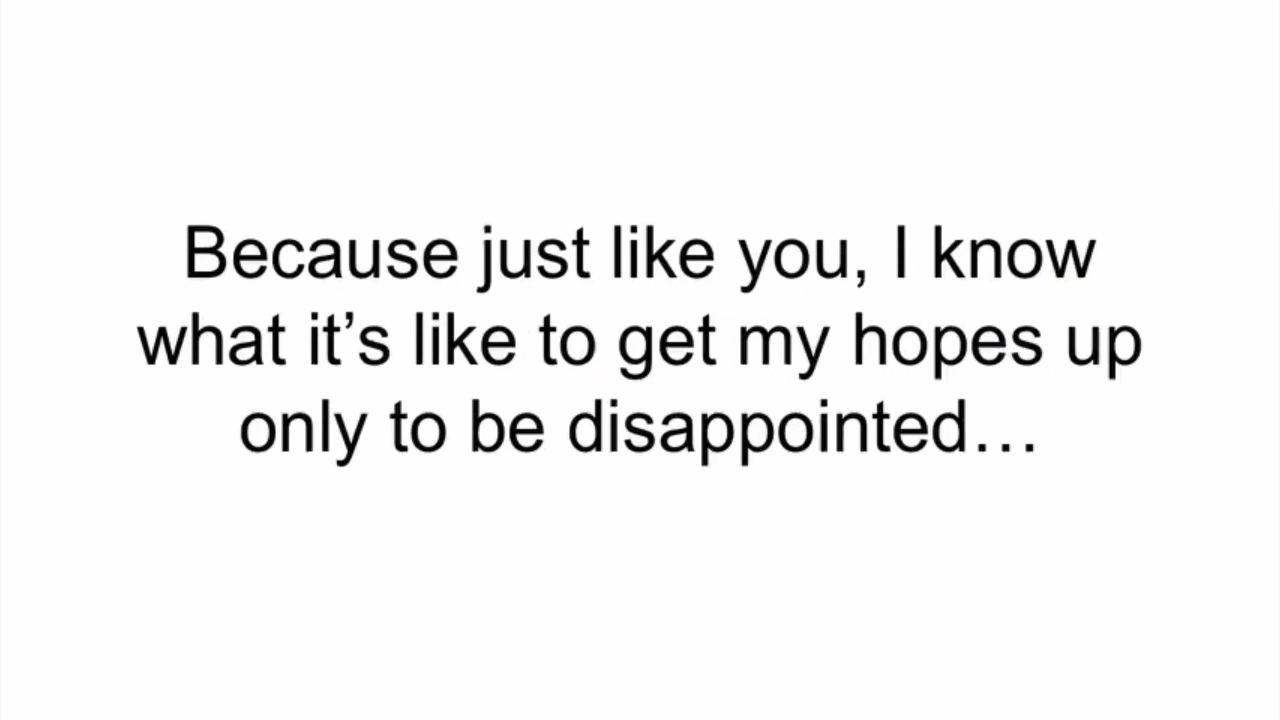 Because just like you, I know
what it’s like to get my hopes up
only to be disappointed…